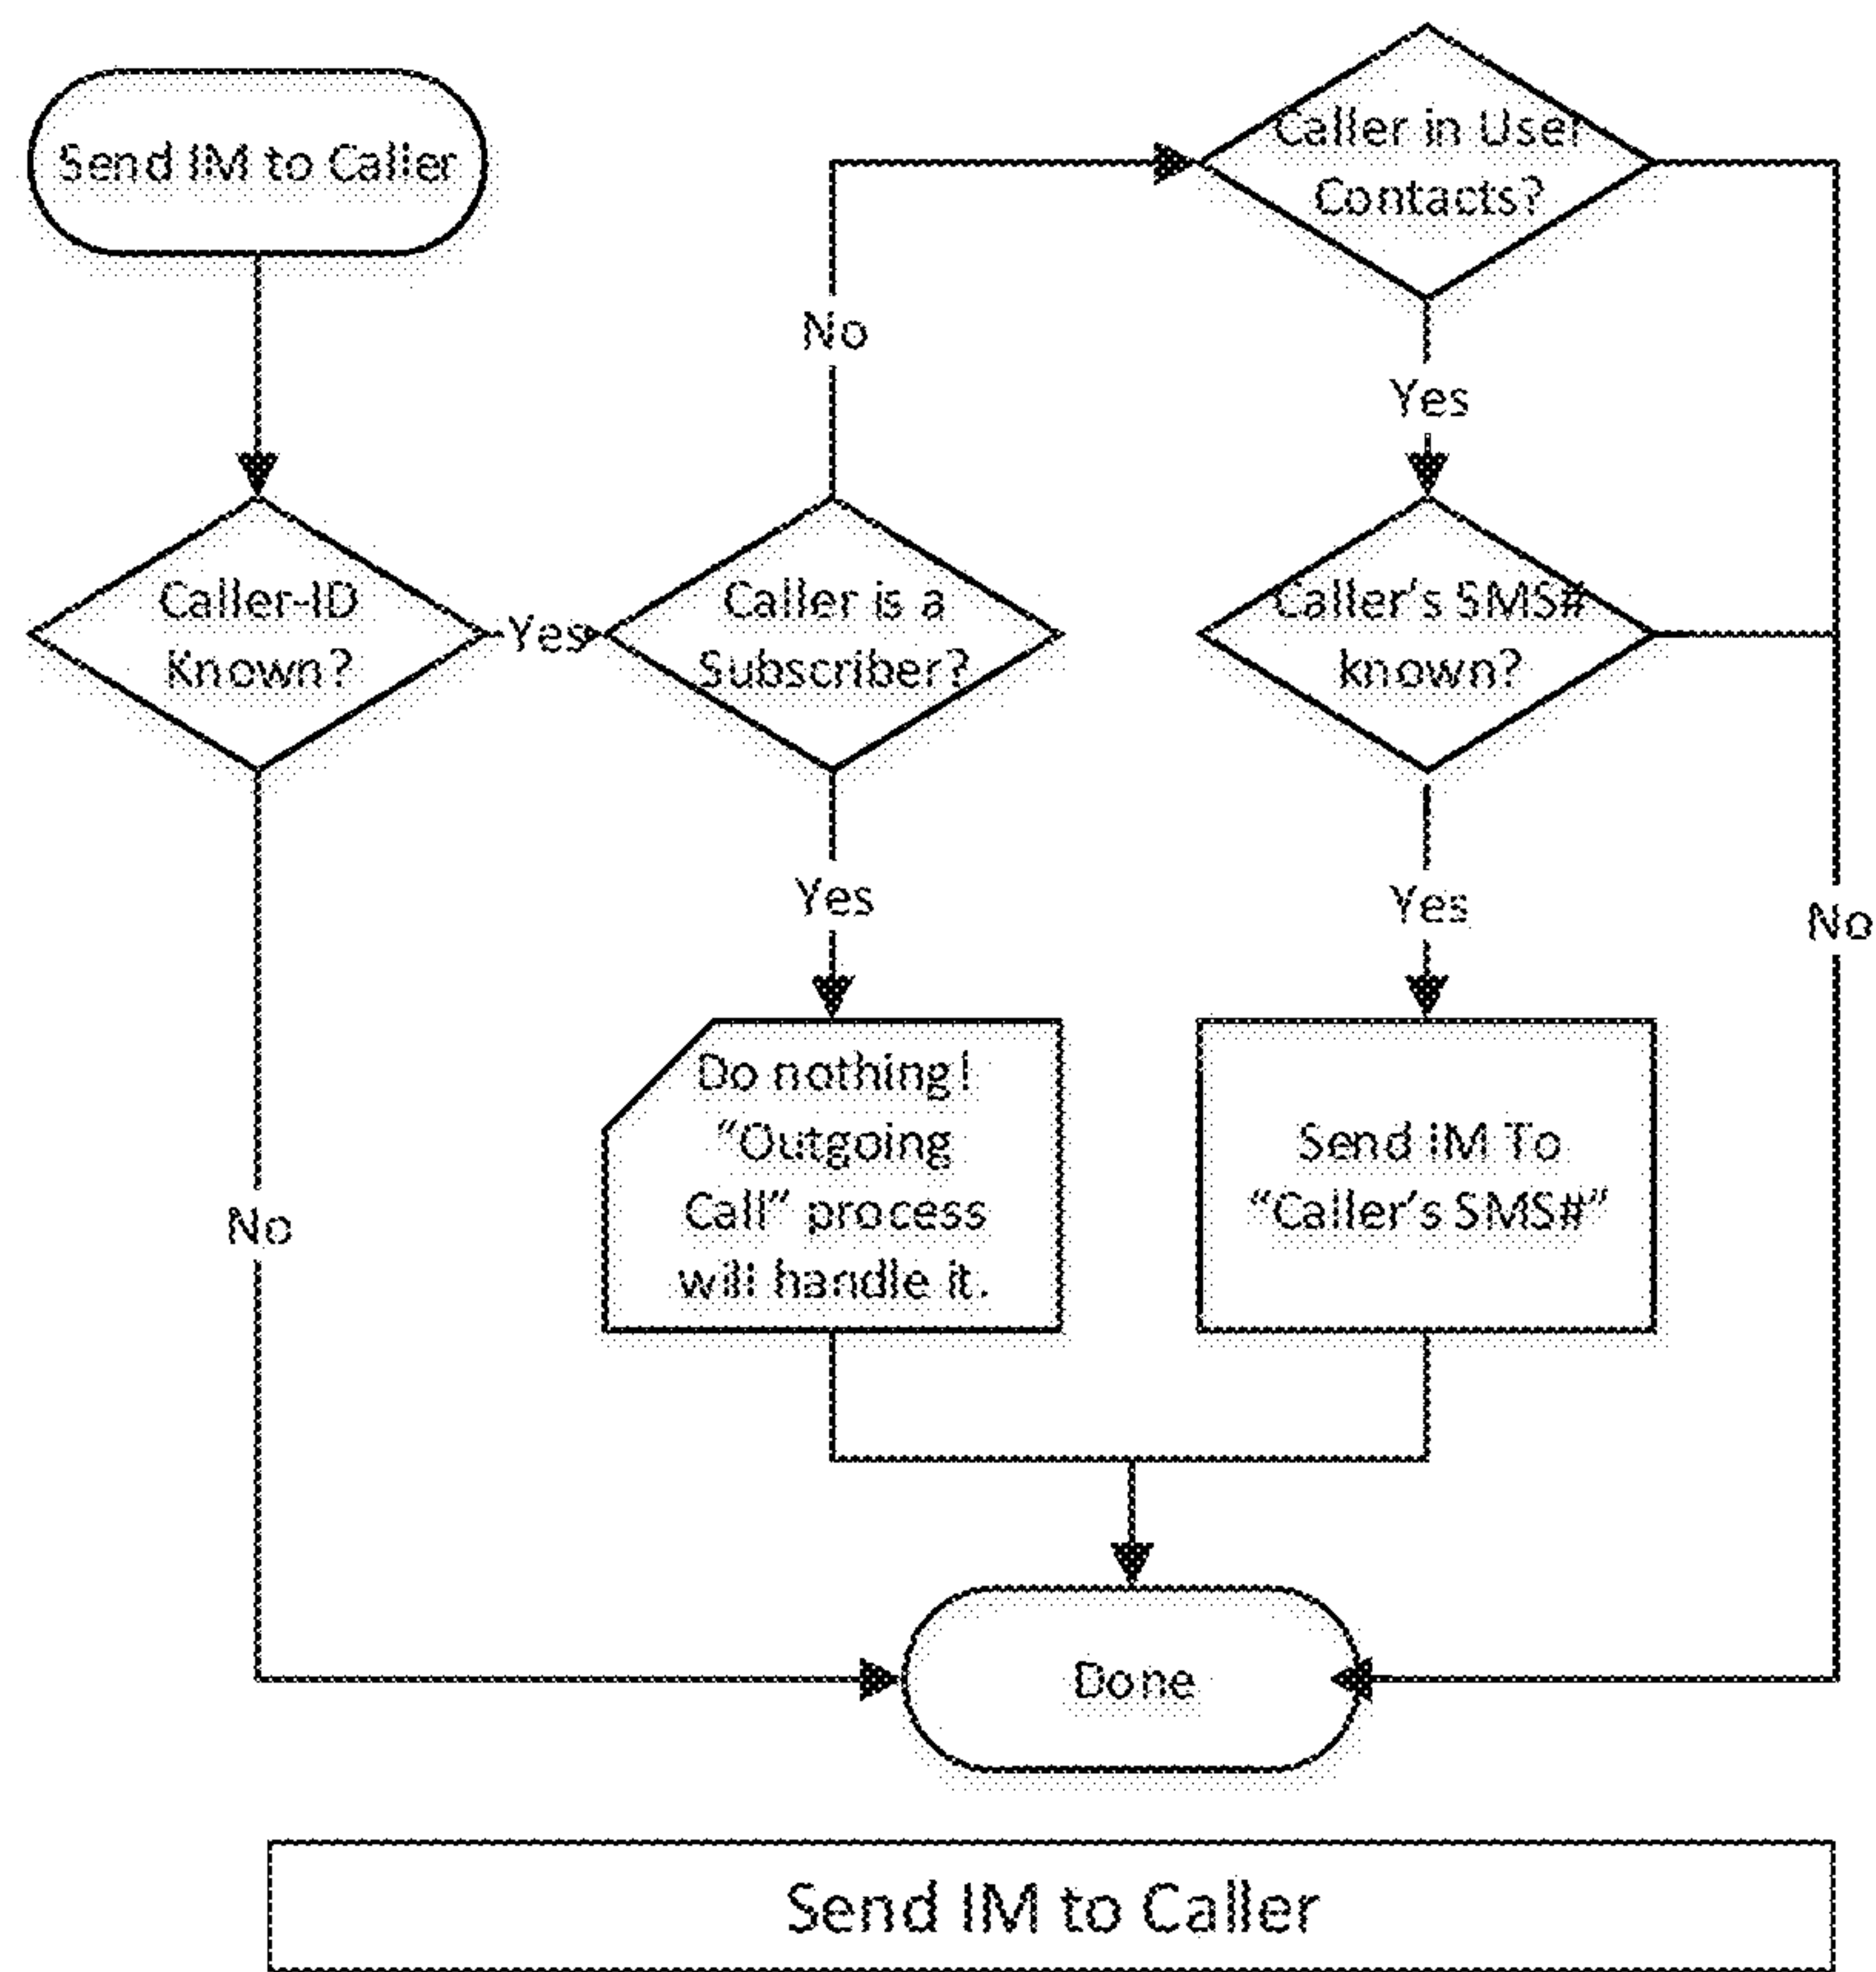 Send IM to Caller
Caller-ID
Known?
Yes
No
Caller is a
Subscriber?
No
Yes
Caller in User
Contacts?
Yes
Caller's SMS#
known?
Yes
No
Do nothing!
"Outgoing
Call" process
will handle it.
Send IM To
"Caller's SMS#"
Done
Send IM to Caller